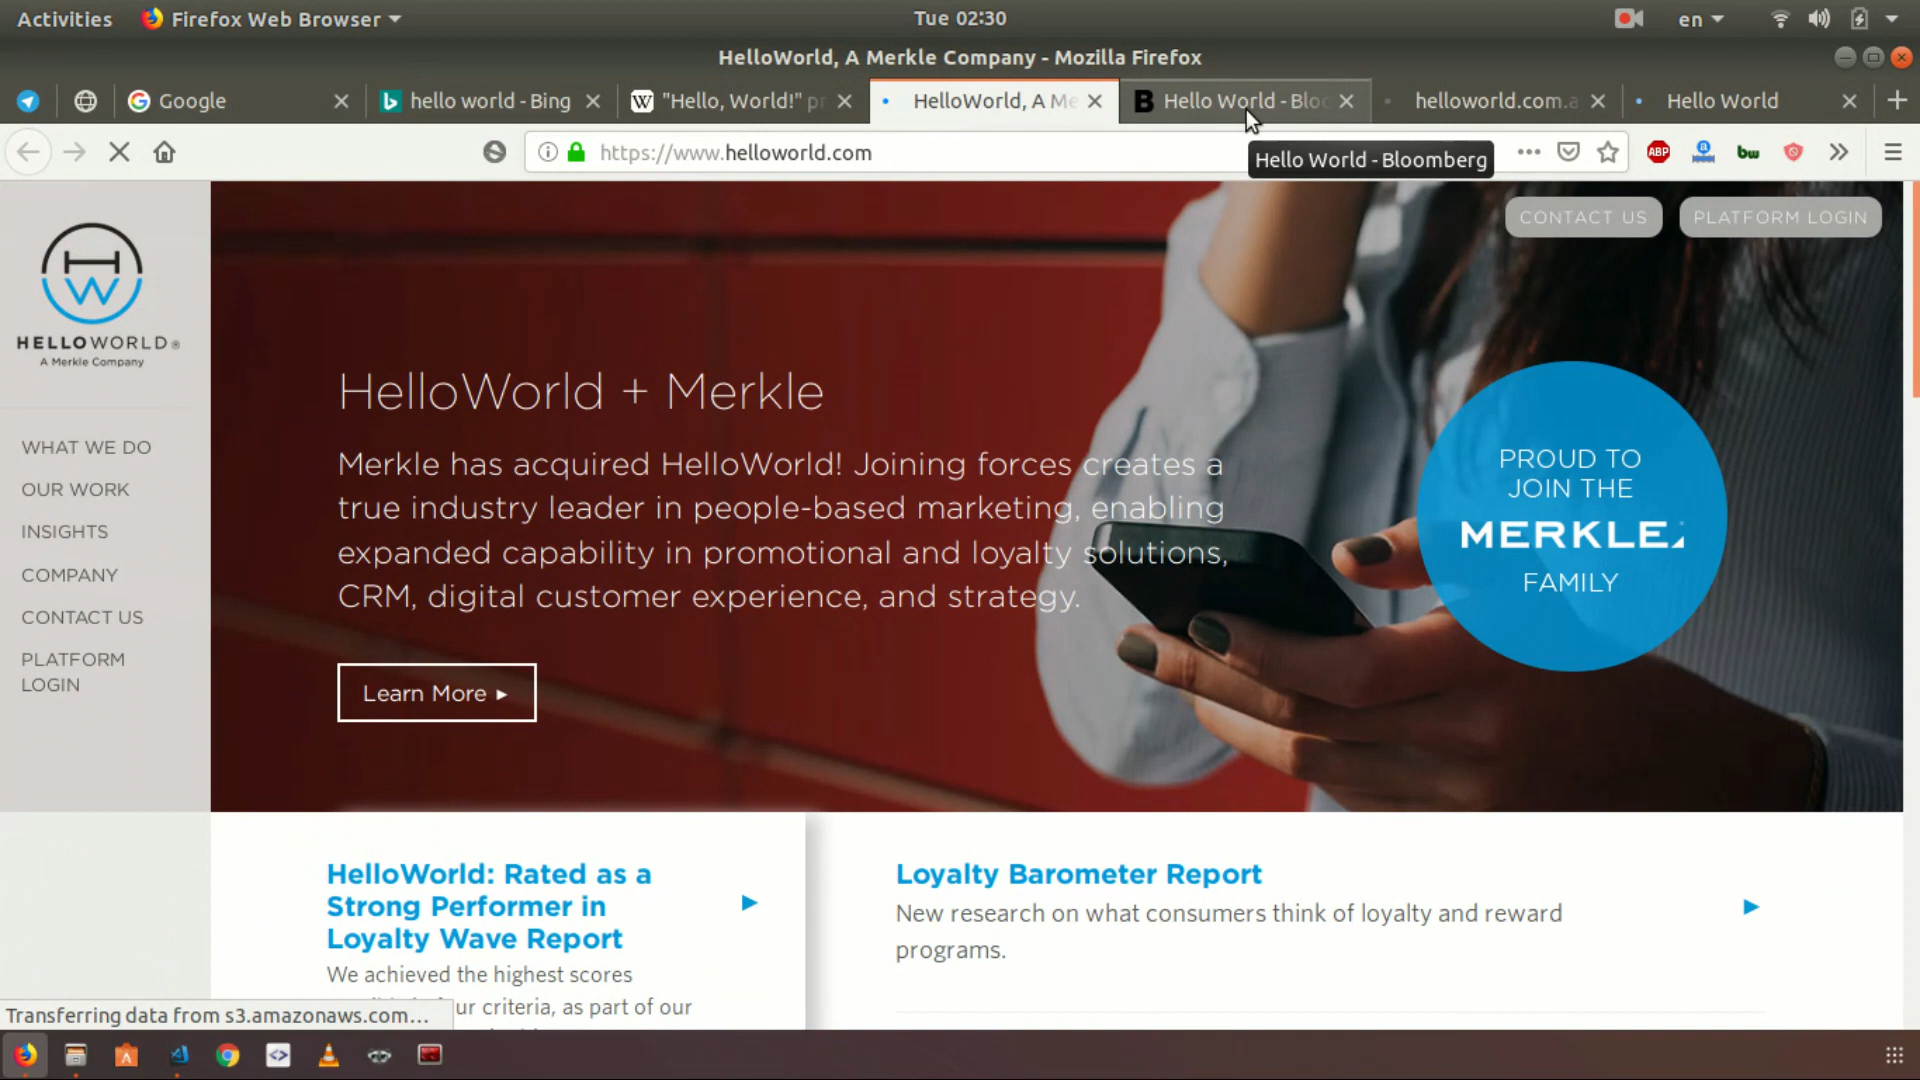 Activities
Firefox Web Browser
Tue 02:30
en
HelloWorld, A Merkle Company - Mozilla Firefox
Google
hello world - Bing
"Hello, World!" pr
HelloWorld, A Me
Hello World - Bloo
helloworld.com.a
Hello World
https://www.helloworld.com
ABP
bw
Hello World - Bloomberg
CONTACT US
PLATFORM LOGIN
HELLOWORLD®
A Merkle Company
WHAT WE DO
OUR WORK
INSIGHTS
COMPANY
CONTACT US
PLATFORM
LOGIN
HelloWorld + Merkle
Merkle has acquired HelloWorld! Joining forces creates a
true industry leader in people-based marketing, enabling
expanded capability in promotional and loyalty solutions,
CRM, digital customer experience, and strategy.
Learn More ▸
PROUD TO
JOIN THE
MERKLE
FAMILY
HelloWorld: Rated as a
Strong Performer in
Loyalty Wave Report
We achieved the highest scores
ur criteria, as part of our
Loyalty Barometer Report
New research on what consumers think of loyalty and reward
programs.
Transferring data from s3.amazonaws.com…